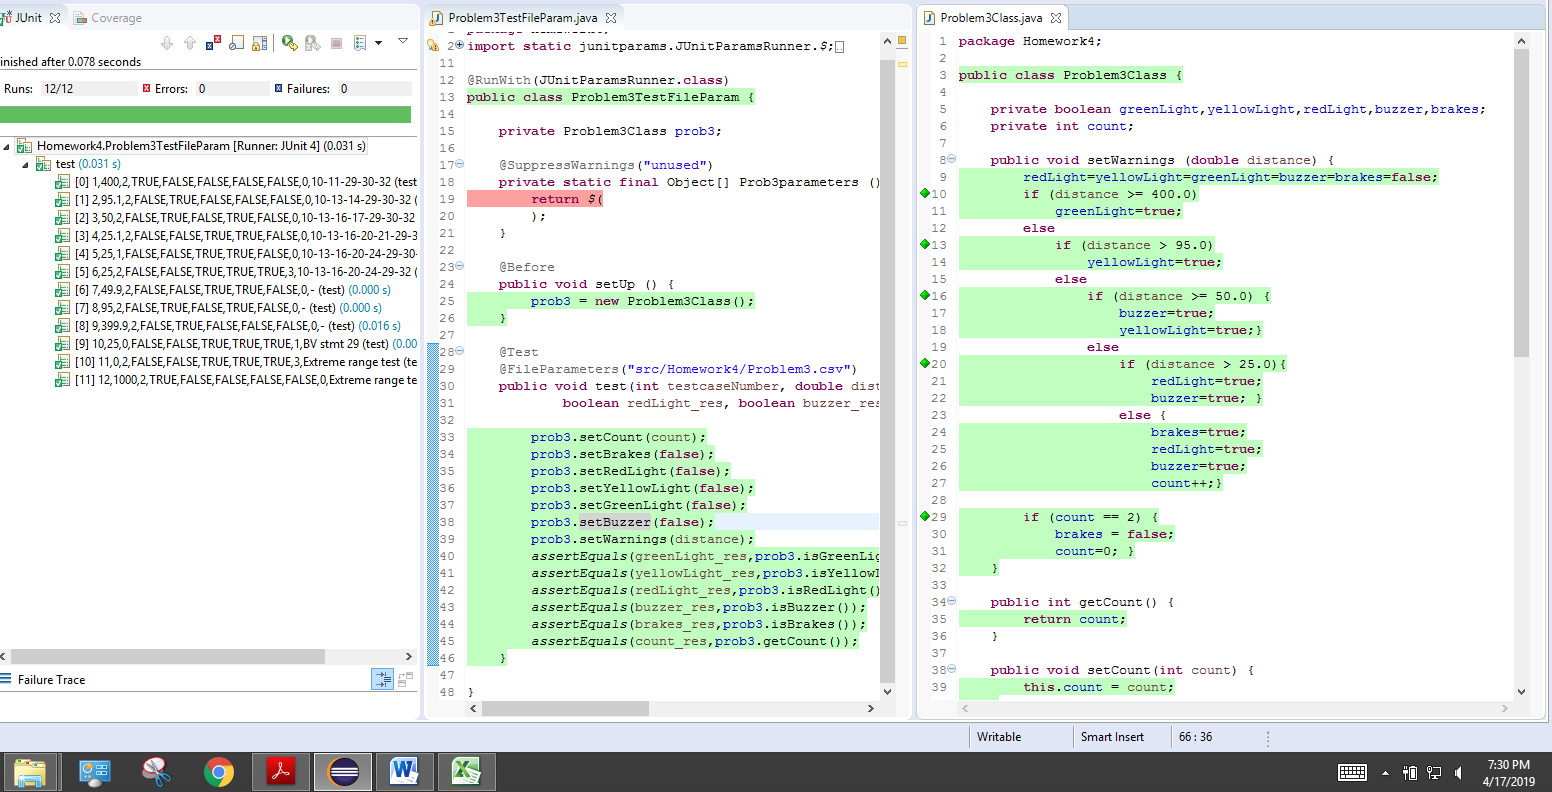 JUnit
Coverage
inished after 0.078 seconds
Runs: 12/12
Errors: 0
Failures: 0
Homework4.Problem3TestFileParam [Runner: JUnit 4] (0.031 s)
test (0.031 s)
[0] 1,400,2,TRUE,FALSE,FALSE,FALSE,FALSE,0,10-11-29-30-32 (test
[1] 2,95.1,2,FALSE,TRUE,FALSE,FALSE,FALSE,0,10-13-14-29-30-32 (
[2] 3,50,2,FALSE,TRUE,FALSE,TRUE,FALSE,0,10-13-16-17-29-30-32
[3] 4,25.1,2,FALSE,FALSE,TRUE,TRUE,FALSE,0,10-13-16-20-21-29-3
[4] 5,25,1,FALSE,FALSE,TRUE,TRUE,FALSE,0,10-13-16-20-24-29-30-
[5] 6,25,2,FALSE,FALSE,TRUE,TRUE,TRUE,3,10-13-16-20-24-29-32 (
[6] 7,49.9,2,FALSE,FALSE,TRUE,TRUE,FALSE,0,- (test) (0.000 s)
[7] 8,95,2,FALSE,TRUE,FALSE,TRUE,FALSE,0,- (test) (0.000 s)
[8] 9,399.9,2,FALSE,TRUE,FALSE,FALSE,FALSE,0,- (test) (0.016 s)
[9] 10,25,0,FALSE,FALSE,TRUE,TRUE,TRUE,1,BV stmt 29 (test) (0.00
[10] 11,0,2,FALSE,FALSE,TRUE,TRUE,TRUE,3,Extreme range test (te
[11] 12,1000,2,TRUE,FALSE,FALSE,FALSE,FALSE,0,Extreme range te
Failure Trace
Problem3TestFileParam.java
2 import static junitparams.JUnitParamsRunner.$;
11
12 @RunWith(JUnitParamsRunner.class)
13 public class Problem3TestFileParam {
14
15 private Problem3Class prob3;
16
17 @SuppressWarnings("unused")
18 private static final Object[] Prob3parameters ()
19 return $(
20 );
21 }
22
23 @Before
24 public void setUp () {
25 prob3 = new Problem3Class();
26 }
27
28 @Test
29 @FileParameters("src/Homework4/Problem3.csv")
30 public void test(int testcaseNumber, double dist
31 boolean redLight_res, boolean buzzer_res
32
33 prob3.setCount(count);
34 prob3.setBrakes(false);
35 prob3.setRedLight(false);
36 prob3.setYellowLight(false);
37 prob3.setGreenLight(false);
38 prob3.setBuzzer(false);
39 prob3.setWarnings(distance);
40 assertEquals(greenLight_res,prob3.isGreenLig
41 assertEquals(yellowLight_res,prob3.isYellowL
42 assertEquals(redLight_res,prob3.isRedLight()
43 assertEquals(buzzer_res,prob3.isBuzzer());
44 assertEquals(brakes_res,prob3.isBrakes());
45 assertEquals(count_res,prob3.getCount());
46 }
47
48 }
Problem3Class.java
1 package Homework4;
2
3 public class Problem3Class {
4
5 private boolean greenLight,yellowLight,redLight,buzzer,brakes;
6 private int count;
7
8 public void setWarnings (double distance) {
9 redLight=yellowLight=greenLight=buzzer=brakes=false;
10 if (distance >= 400.0)
11 greenLight=true;
12 else
13 if (distance > 95.0)
14 yellowLight=true;
15 else
16 if (distance >= 50.0) {
17 buzzer=true;
18 yellowLight=true;}
19 else
20 if (distance > 25.0){
21 redLight=true;
22 buzzer=true; }
23 else {
24 brakes=true;
25 redLight=true;
26 buzzer=true;
27 count++;}
28
29 if (count == 2) {
30 brakes = false;
31 count=0; }
32 }
33
34 public int getCount() {
35 return count;
36 }
37
38 public void setCount(int count) {
39 this.count = count;
Writable
Smart Insert
66 : 36
7:30 PM
4/17/2019